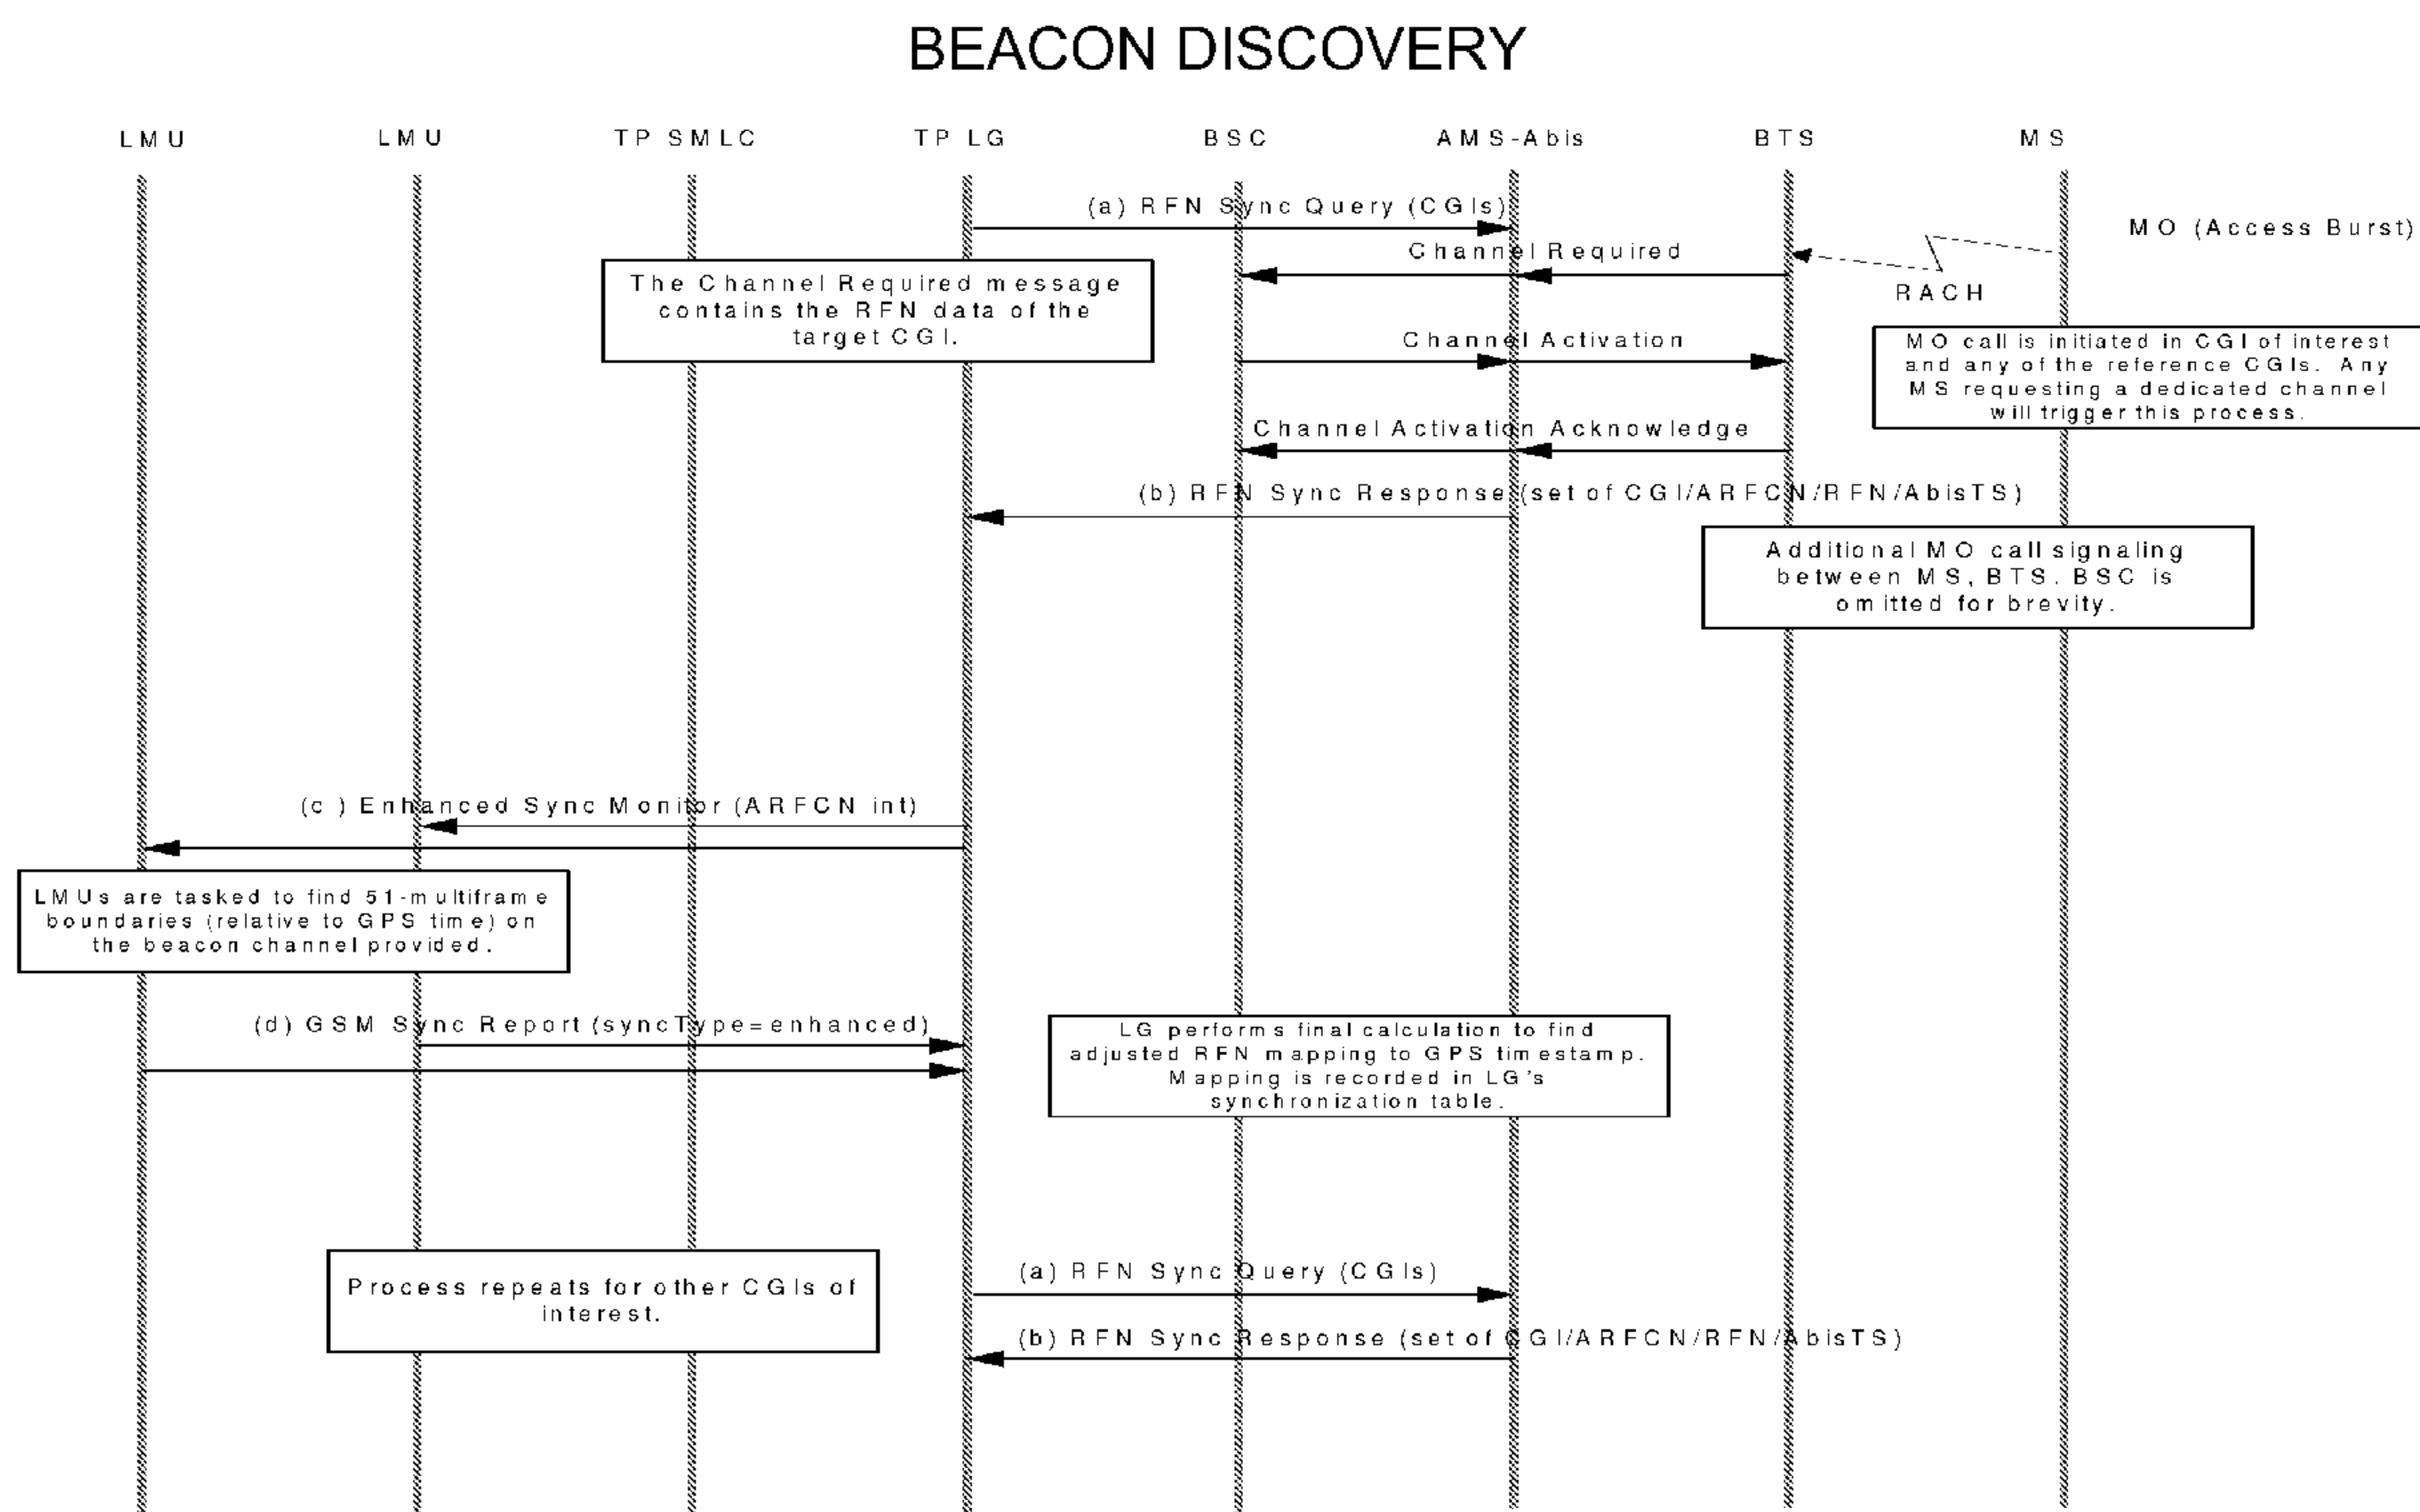 BEACON DISCOVERY
LMU
LMU
TP SMLC
TP LG
BSC
AMS-Abis
BTS
MS
(a) RFN Sync Query (CGIs)
MO (Access Burst)
Channel Required
RACH
The Channel Required message
contains the RFN data of the
target CGI.
Channel Activation
MO call is initiated in CGI of interest
and any of the reference CGIs. Any
MS requesting a dedicated channel
will trigger this process.
Channel Activation Acknowledge
(b) RFN Sync Response (set of CGI/ARFCN/RFN/AbisTS)
Additional MO call signaling
between MS, BTS. BSC is
omitted for brevity.
(c ) Enhanced Sync Monitor (ARFCN int)
LMUs are tasked to find 51-multiframe
boundaries (relative to GPS time) on
the beacon channel provided.
(d) GSM Sync Report (syncType=enhanced)
LG performs final calculation to find
adjusted RFN mapping to GPS timestamp.
Mapping is recorded in LG's
synchronization table.
Process repeats for other CGIs of
interest.
(a) RFN Sync Query (CGIs)
(b) RFN Sync Response (set of CGI/ARFCN/RFN/AbisTS)